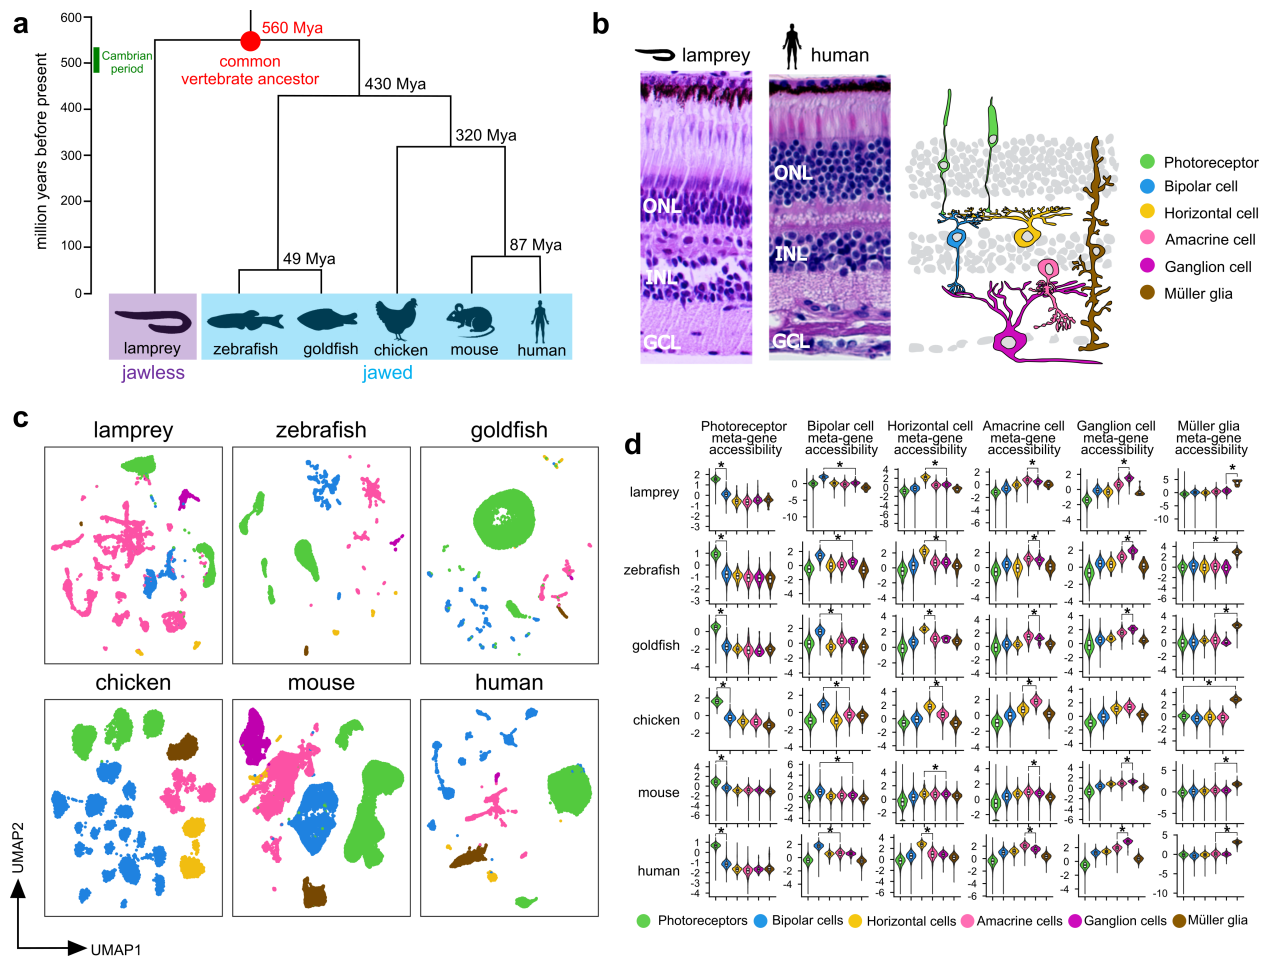 a
600
500
400
300
200
100
0
million years before present
Cambrian
period
560 Mya
common
vertebrate ancestor
430 Mya
320 Mya
87 Mya
49 Mya
lamprey
zebrafish
goldfish
chicken
mouse
human
jawless
jawed
b
lamprey
human
ONL
INL
GCL
ONL
INL
GCL
Photoreceptor
Bipolar cell
Horizontal cell
Amacrine cell
Ganglion cell
Müller glia
c
lamprey
zebrafish
goldfish
chicken
mouse
human
UMAP2
UMAP1
d
Photoreceptor
meta-gene
accessibility
Bipolar cell
meta-gene
accessibility
Horizontal cell
meta-gene
accessibility
Amacrine cell
meta-gene
accessibility
Ganglion cell
meta-gene
accessibility
Müller glia
meta-gene
accessibility
lamprey
zebrafish
goldfish
chicken
mouse
human
Photoreceptors
Bipolar cells
Horizontal cells
Amacrine cells
Ganglion cells
Müller glia